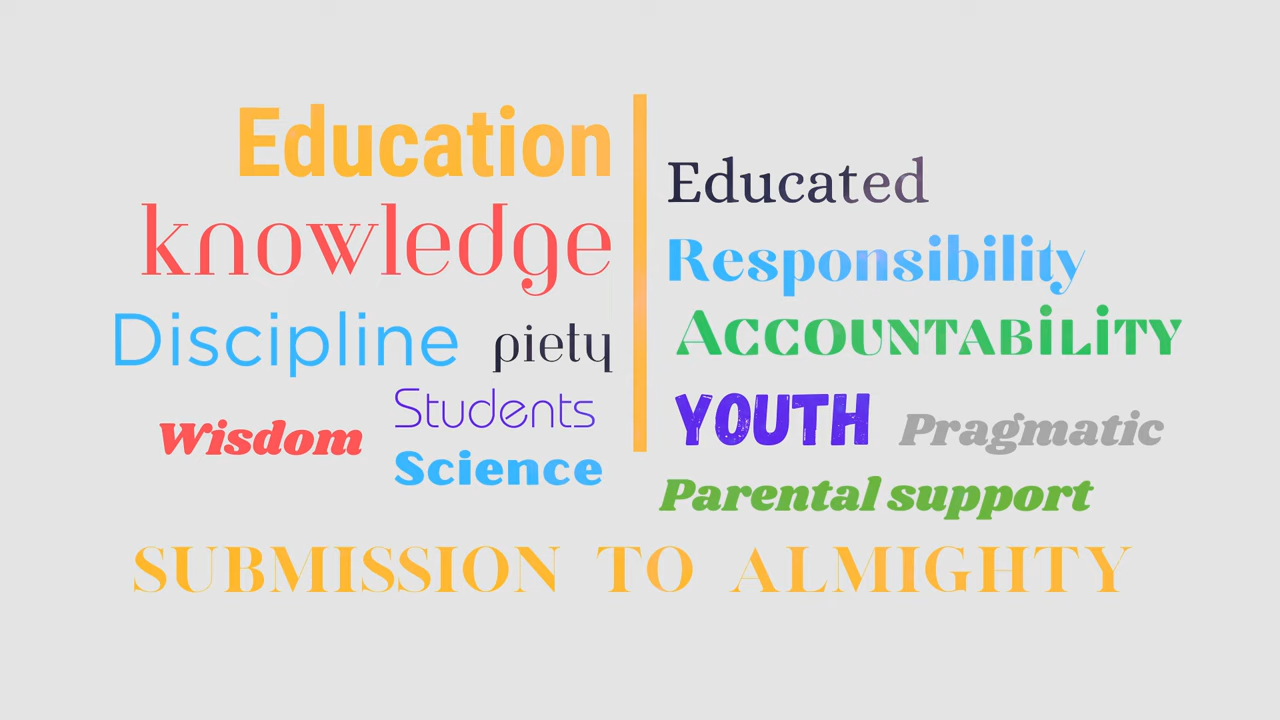 Education
knowledge
Discipline piety
Students
Wisdom
Science
Educated
Responsibility
ACCOUNTABiLiTY
YOUTH Pragmatic
Parental support
SUBMISSION TO ALMIGHTY